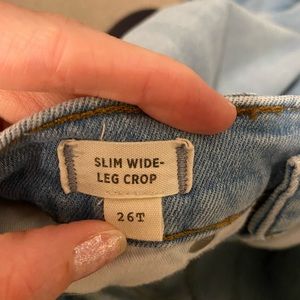 SLIM WIDE-
LEG CROP
26T